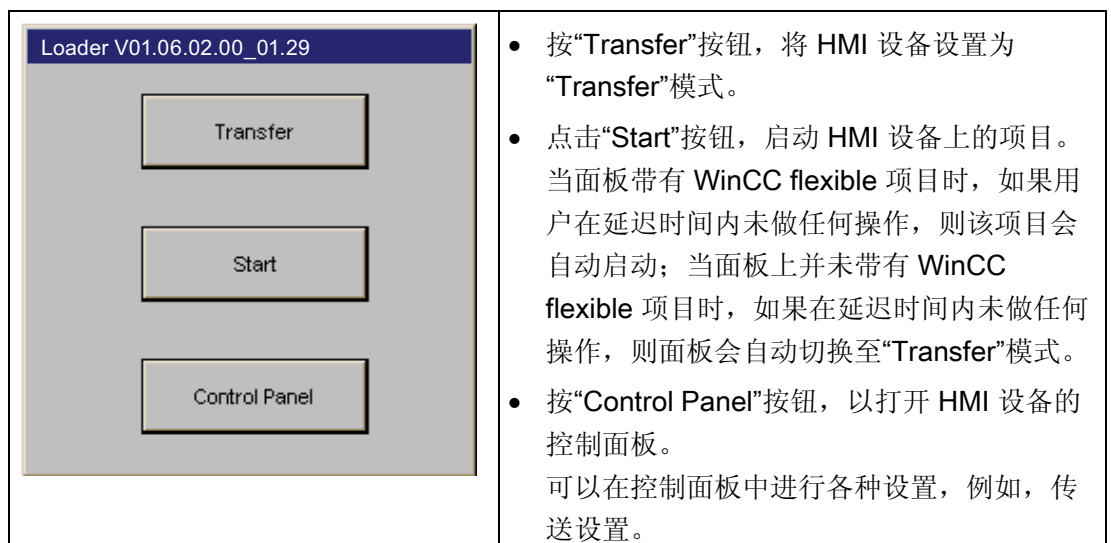 Loader V01.06.02.00_01.29
Transfer
Start
Control Panel
• 按“Transfer”按钮，将 HMI 设备设置为
“Transfer”模式。
• 点击“Start”按钮，启动 HMI 设备上的项目。
当面板带有 WinCC flexible 项目时，如果用
户在延迟时间内未做任何操作，则该项目会
自动启动；当面板上并未带有 WinCC
flexible 项目时，如果在延迟时间内未做任何
操作，则面板会自动切换至“Transfer”模式。
• 按“Control Panel”按钮，以打开 HMI 设备的
控制面板。
可以在控制面板中进行各种设置，例如，传
送设置。